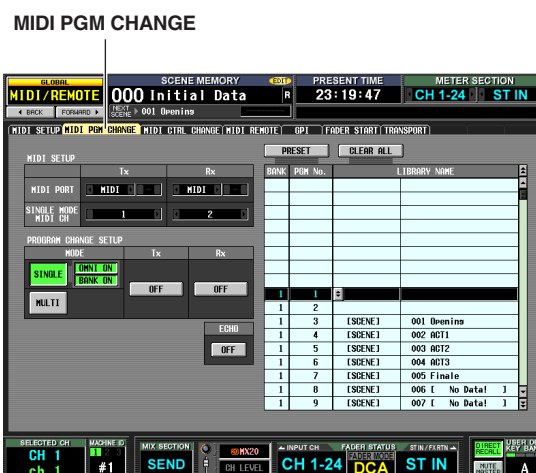 MIDI PGM CHANGE
GLOBAL SCENE MEMORY EDIT PRESENT TIME METER SECTION
MIDI/REMOTE 000 Initial Data R 23:19:47 CH 1-24 ST IN
BACK FORWARD NEXT SCENE 001 Opening
MIDI SETUP MIDI PGM CHANGE MIDI CTRL CHANGE MIDI REMOTE GPI FADER START TRANSPORT
PRESET CLEAR ALL
MIDI SETUP
Tx Rx
BANK PGM No. LIBRARY NAME
MIDI PORT MIDI - MIDI -
SINGLE MODE MIDI CH 1 2
PROGRAM CHANGE SETUP
MODE Tx Rx
SINGLE OMNI ON BANK ON
OFF OFF
MULTI
ECHO
OFF
1 1
1 2
1 3 [SCENE] 001 Opening
1 4 [SCENE] 002 ACT1
1 5 [SCENE] 003 ACT2
1 6 [SCENE] 004 ACT3
1 7 [SCENE] 005 Finale
1 8 [SCENE] 006 [ No Data! ]
1 9 [SCENE] 007 [ No Data! ]
SELECTED CH MACHINE ID MIX SECTION MIX20 INPUT CH FADER STATUS ST IN/FXRTN DIRECT RECALL USER DE
CH 1 1 2 3 FADER MODE KEY BAN
ch 1 #1 SEND CH LEVEL CH 1-24 DCA ST IN MUTE MASTER A